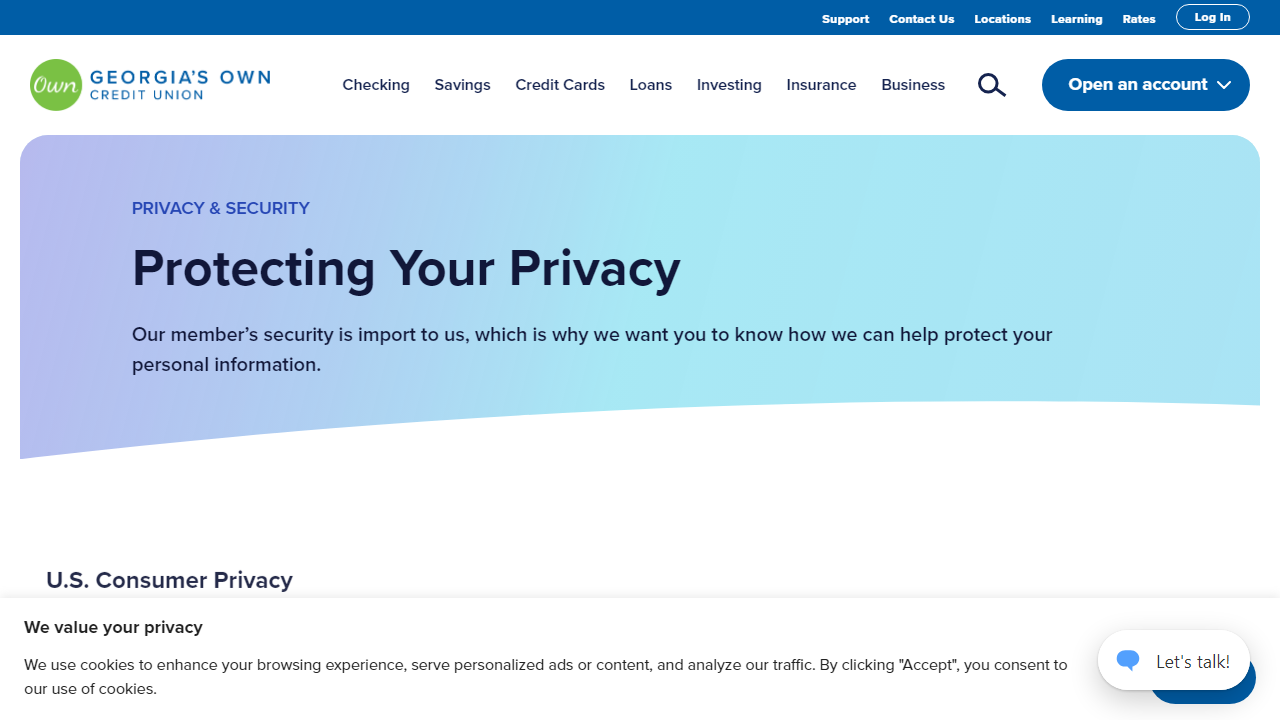 Support Contact Us Locations Learning Rates Log In
Own GEORGIA'S OWN
CREDIT UNION
Checking Savings Credit Cards Loans Investing Insurance Business Open an account
PRIVACY & SECURITY
Protecting Your Privacy
Our member’s security is import to us, which is why we want you to know how we can help protect your
personal information.
U.S. Consumer Privacy
We value your privacy
We use cookies to enhance your browsing experience, serve personalized ads or content, and analyze our traffic. By clicking "Accept", you consent to
our use of cookies.
Let's talk!